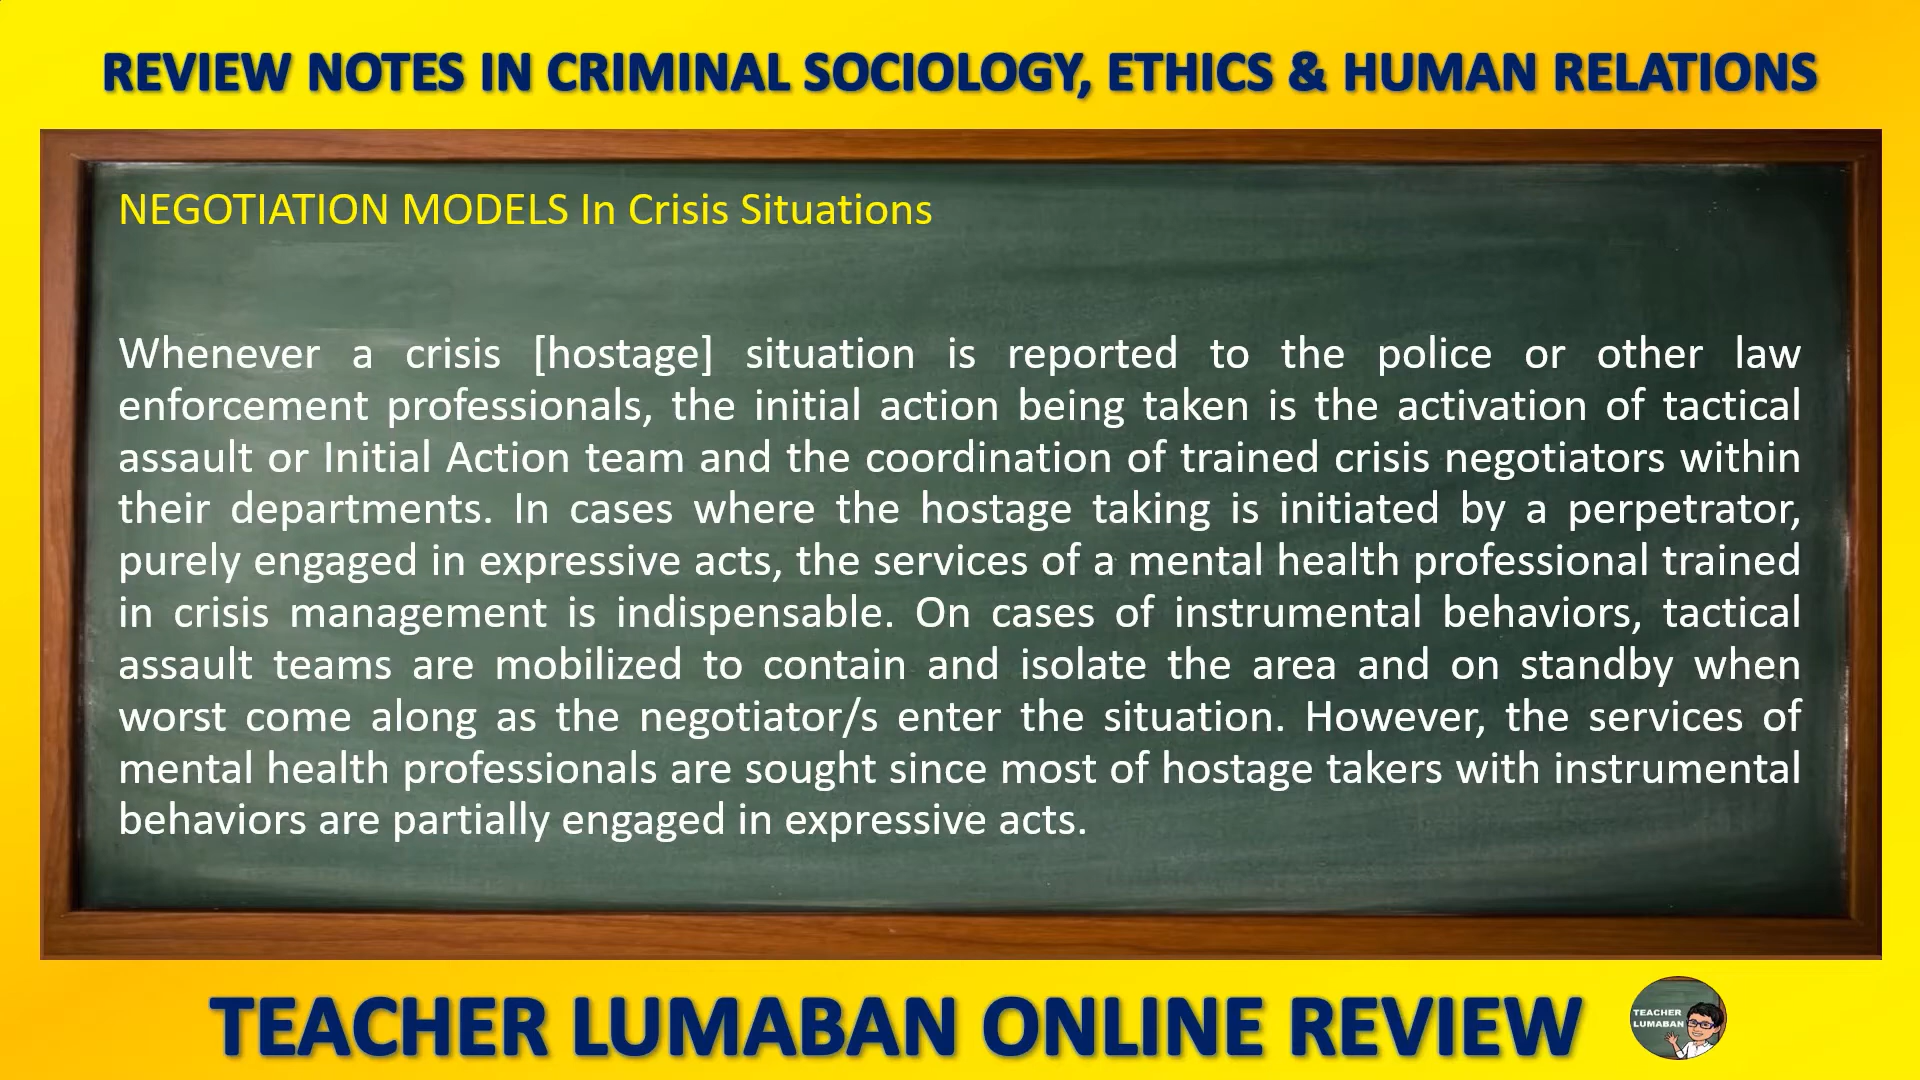 REVIEW NOTES IN CRIMINAL SOCIOLOGY, ETHICS & HUMAN RELATIONS
NEGOTIATION MODELS In Crisis Situations
Whenever a crisis [hostage] situation is reported to the police or other law
enforcement professionals, the initial action being taken is the activation of tactical
assault or Initial Action team and the coordination of trained crisis negotiators within
their departments. In cases where the hostage taking is initiated by a perpetrator,
purely engaged in expressive acts, the services of a mental health professional trained
in crisis management is indispensable. On cases of instrumental behaviors, tactical
assault teams are mobilized to contain and isolate the area and on standby when
worst come along as the negotiator/s enter the situation. However, the services of
mental health professionals are sought since most of hostage takers with instrumental
behaviors are partially engaged in expressive acts.
TEACHER LUMABAN ONLINE REVIEW
TEACHER
LUMABAN